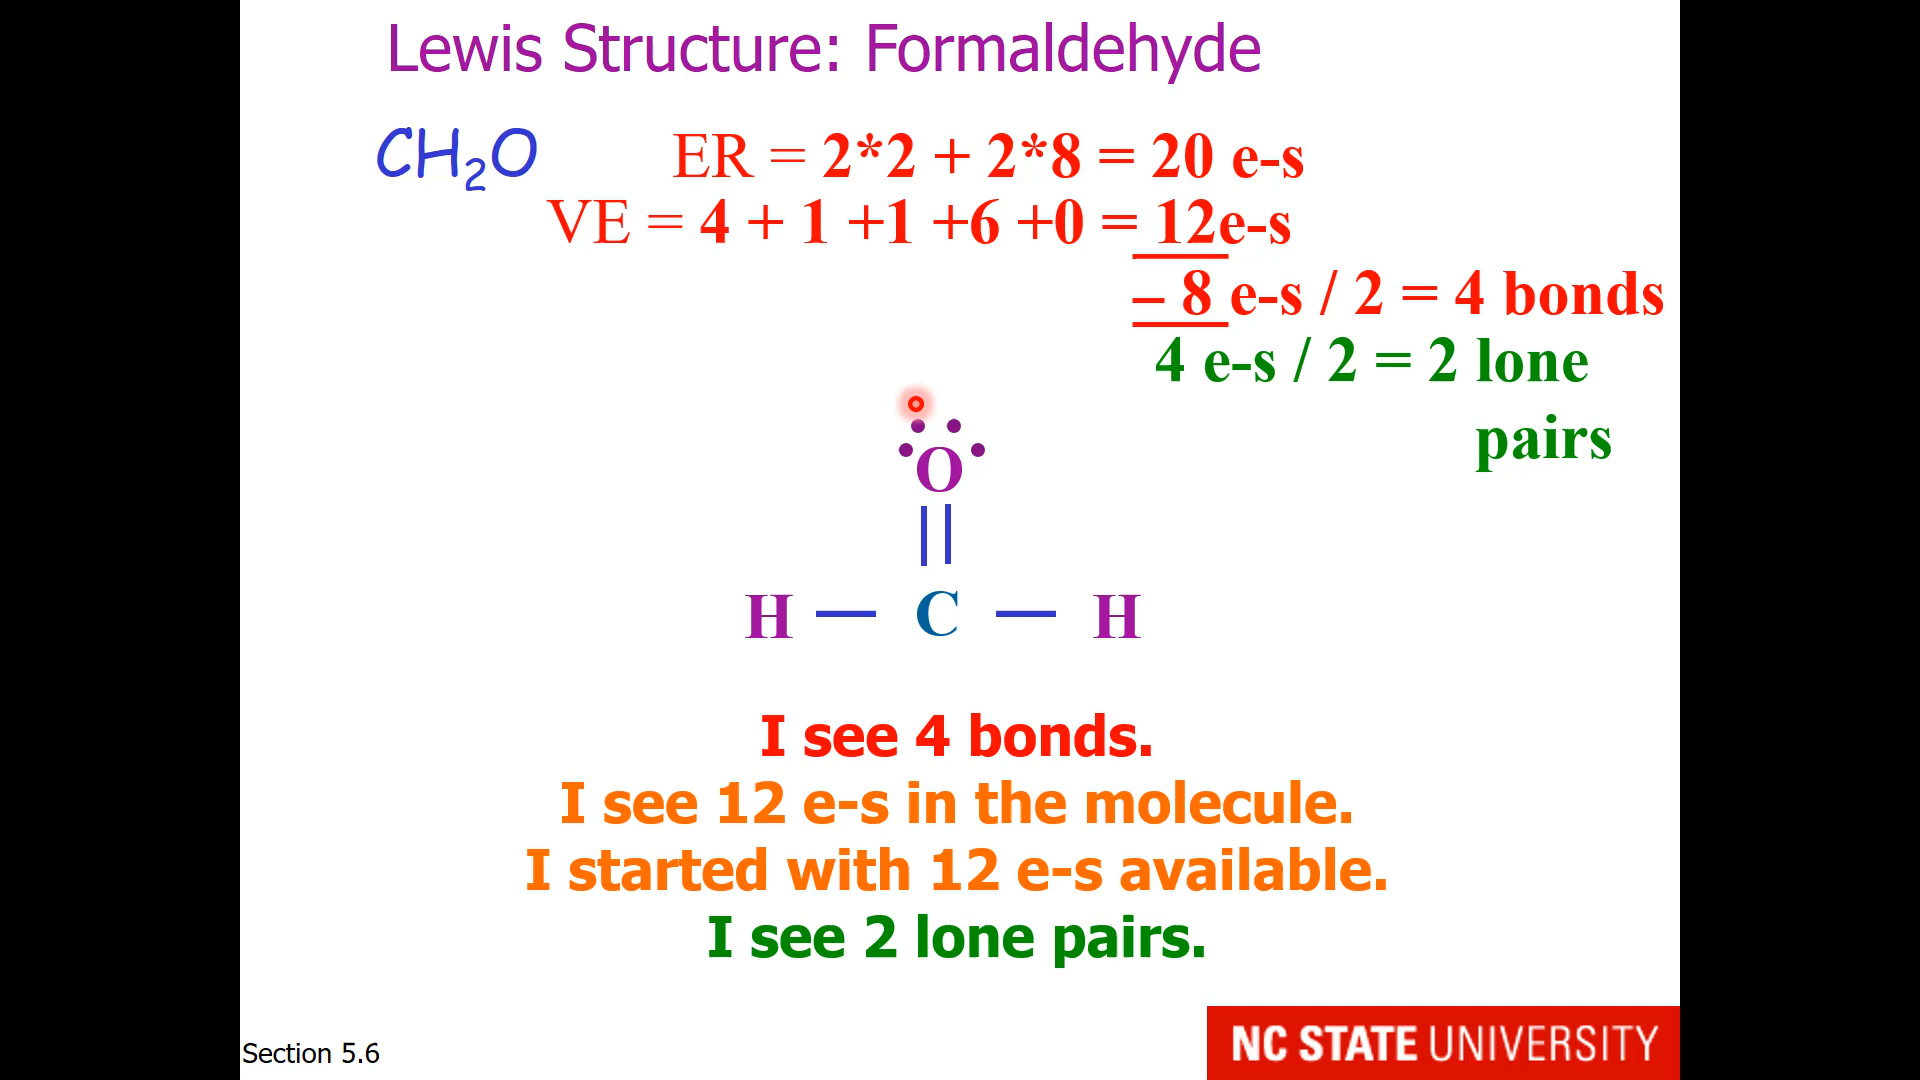 Lewis Structure: Formaldehyde
CH₂O
ER = 2*2 + 2*8 = 20 e-s
VE = 4 + 1 +1 +6 +0 = 12e-s
– 8 e-s / 2 = 4 bonds
4 e-s / 2 = 2 lone
pairs
O
H — C — H
I see 4 bonds.
I see 12 e-s in the molecule.
I started with 12 e-s available.
I see 2 lone pairs.
Section 5.6
NC STATE UNIVERSITY